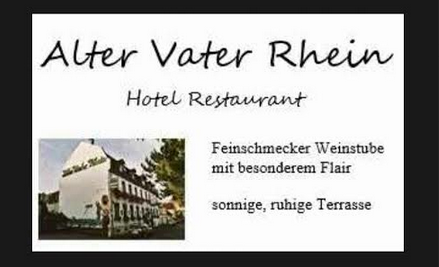 Alter Vater Rhein
Hotel Restaurant
Feinschmecker Weinstube
mit besonderem Flair
sonnige, ruhige Terrasse